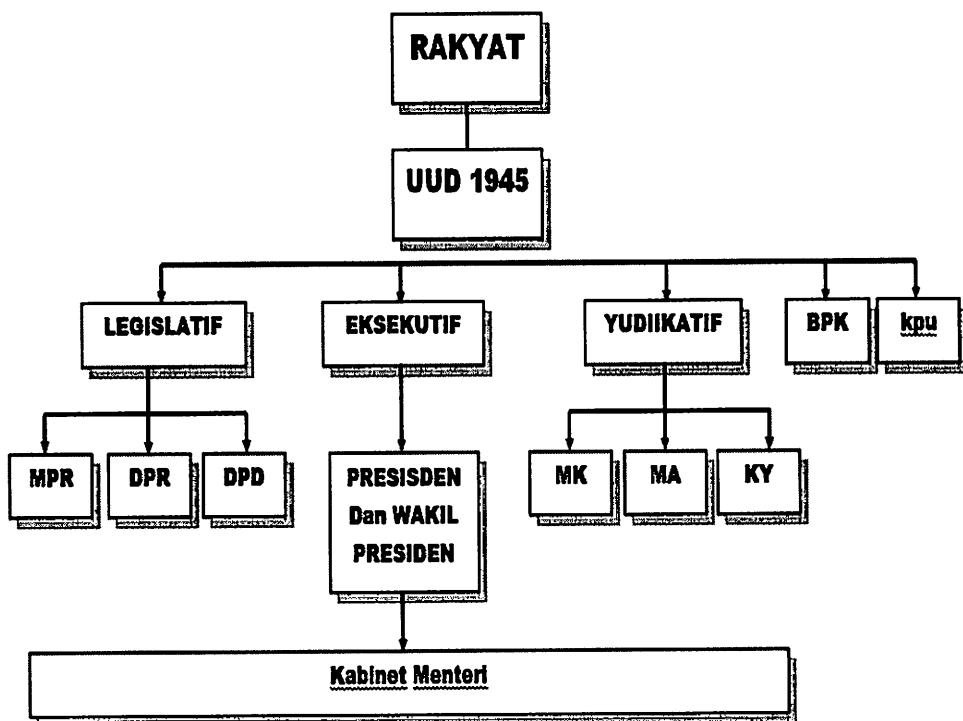 RAKYAT
UUD 1945
LEGISLATIF
EKSEKUTIF
YUDIIKATIF
BPK
kpu
MPR
DPR
DPD
PRESISDEN
Dan WAKIL
PRESIDEN
MK
MA
KY
Kabinet Menteri